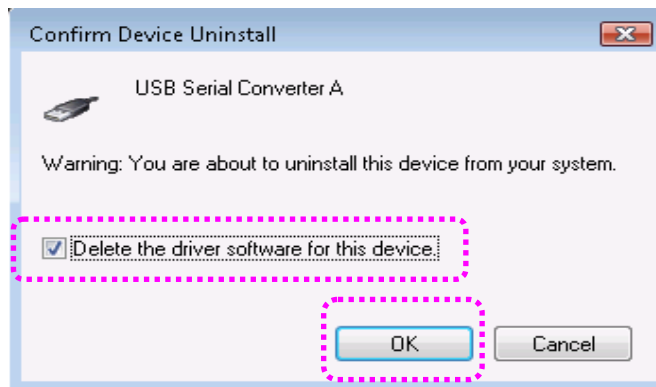 Confirm Device Uninstall
USB Serial Converter A
Warning: You are about to uninstall this device from your system.
Delete the driver software for this device.
OK
Cancel